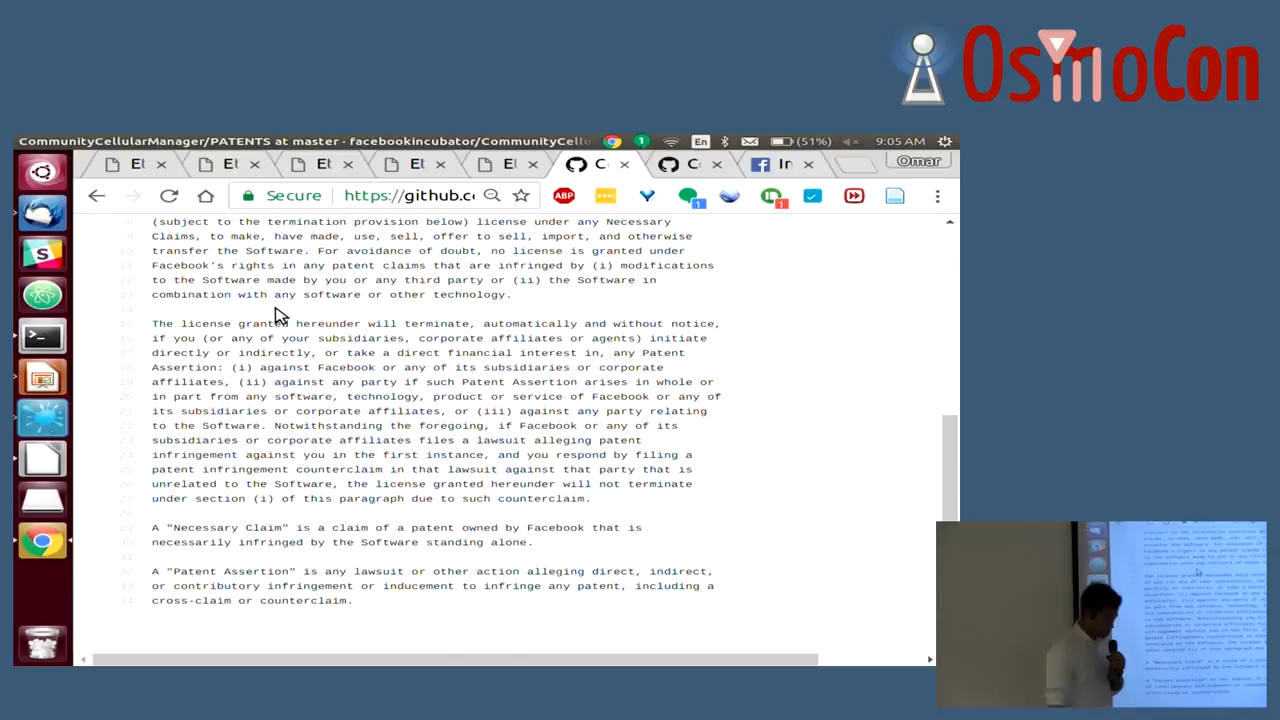 OsmoCon
CommunityCellularManager/PATENTS at master · facebookincubator/CommunityCellu
1
En
(51%)
9:05 AM
El
El
El
El
El
C
C
In
Omar
Secure
https://github.c
ABP
1
1
(subject to the termination provision below) license under any Necessary
Claims, to make, have made, use, sell, offer to sell, import, and otherwise
transfer the Software. For avoidance of doubt, no license is granted under
Facebook's rights in any patent claims that are infringed by (i) modifications
to the Software made by you or any third party or (ii) the Software in
combination with any software or other technology.
The license granted hereunder will terminate, automatically and without notice,
if you (or any of your subsidiaries, corporate affiliates or agents) initiate
directly or indirectly, or take a direct financial interest in, any Patent
Assertion: (i) against Facebook or any of its subsidiaries or corporate
affiliates, (ii) against any party if such Patent Assertion arises in whole or
in part from any software, technology, product or service of Facebook or any of
its subsidiaries or corporate affiliates, or (iii) against any party relating
to the Software. Notwithstanding the foregoing, if Facebook or any of its
subsidiaries or corporate affiliates files a lawsuit alleging patent
infringement against you in the first instance, and you respond by filing a
patent infringement counterclaim in that lawsuit against that party that is
unrelated to the Software, the license granted hereunder will not terminate
under section (i) of this paragraph due to such counterclaim.
A "Necessary Claim" is a claim of a patent owned by Facebook that is
necessarily infringed by the Software standing alone.
A "Patent Assertion" is any lawsuit or other action alleging direct, indirect,
or contributory infringement or inducement to infringe any patent, including a
cross-claim or counterclaim.